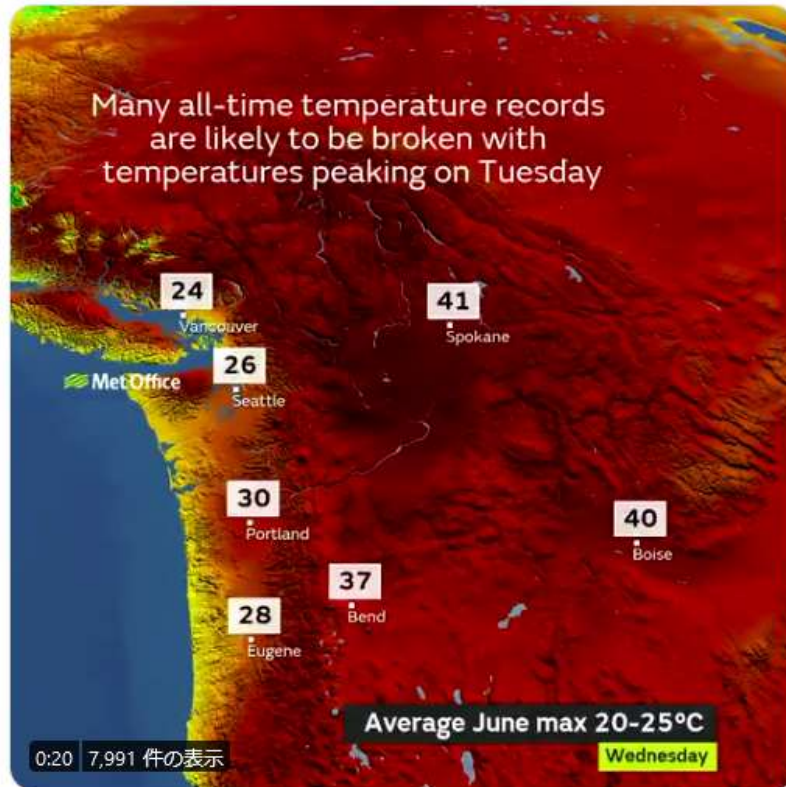 Many all-time temperature records
are likely to be broken with
temperatures peaking on Tuesday
24
Vancouver
41
Spokane
26
Seattle
Met Office
30
Portland
40
Boise
37
Bend
28
Eugene
Average June max 20-25°C
Wednesday
0:20 7,991 件の表示